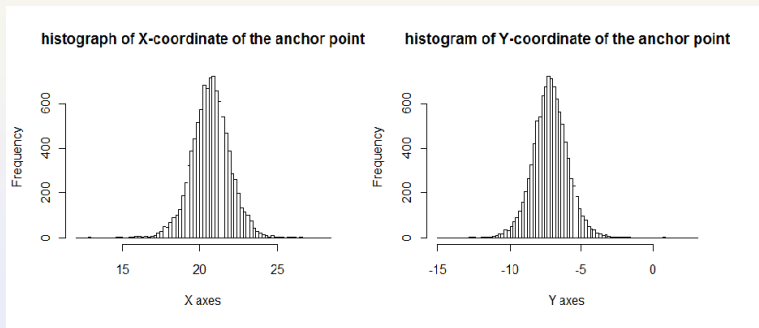 histograph of X-coordinate of the anchor point
histogram of Y-coordinate of the anchor point
Frequency
0
200
400
600
15
20
25
X axes
Frequency
0
200
400
600
-15
-10
-5
0
Y axes